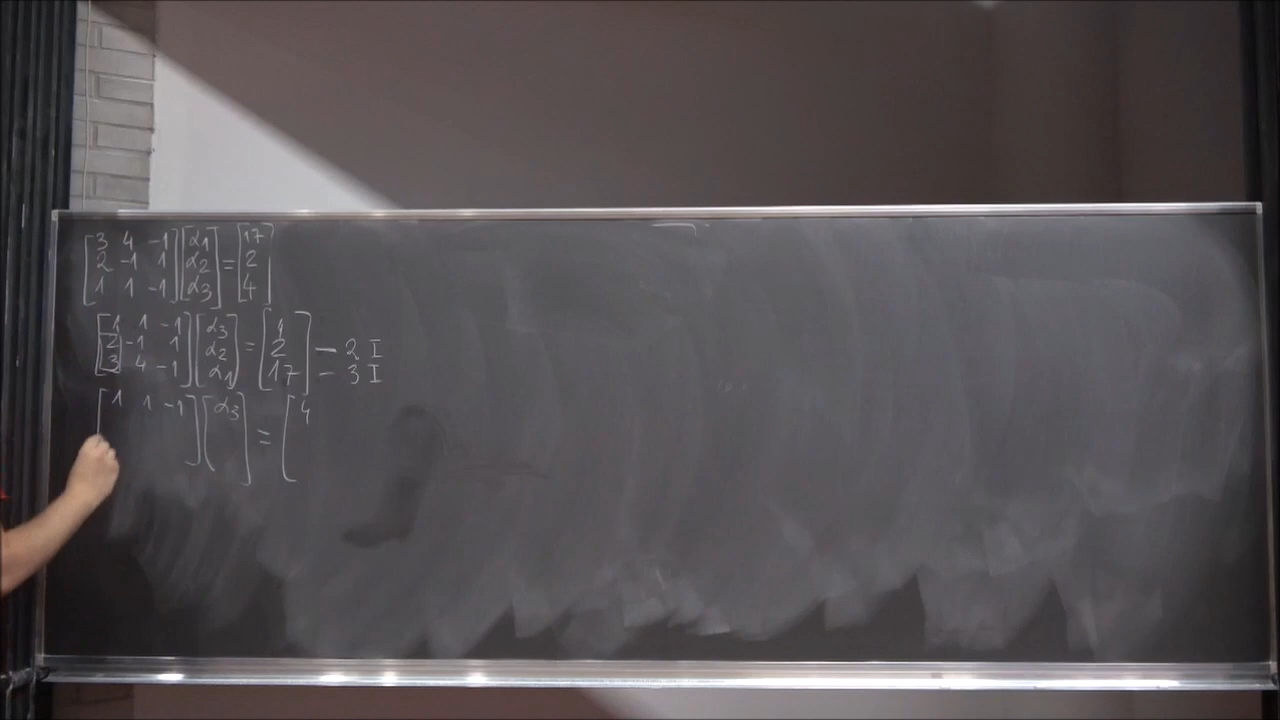 [3 4 -1] [α1] = [17]
[2 -1 1] [α2] = [2]
[1 1 -1] [α3] = [4]
[1 1 -1] [α3] = [4]
[2 -1 1] [α2] = [2] - 2 I
[3 4 -1] [α1] = [17] - 3 I
[1 1 -1] [α3] = [4